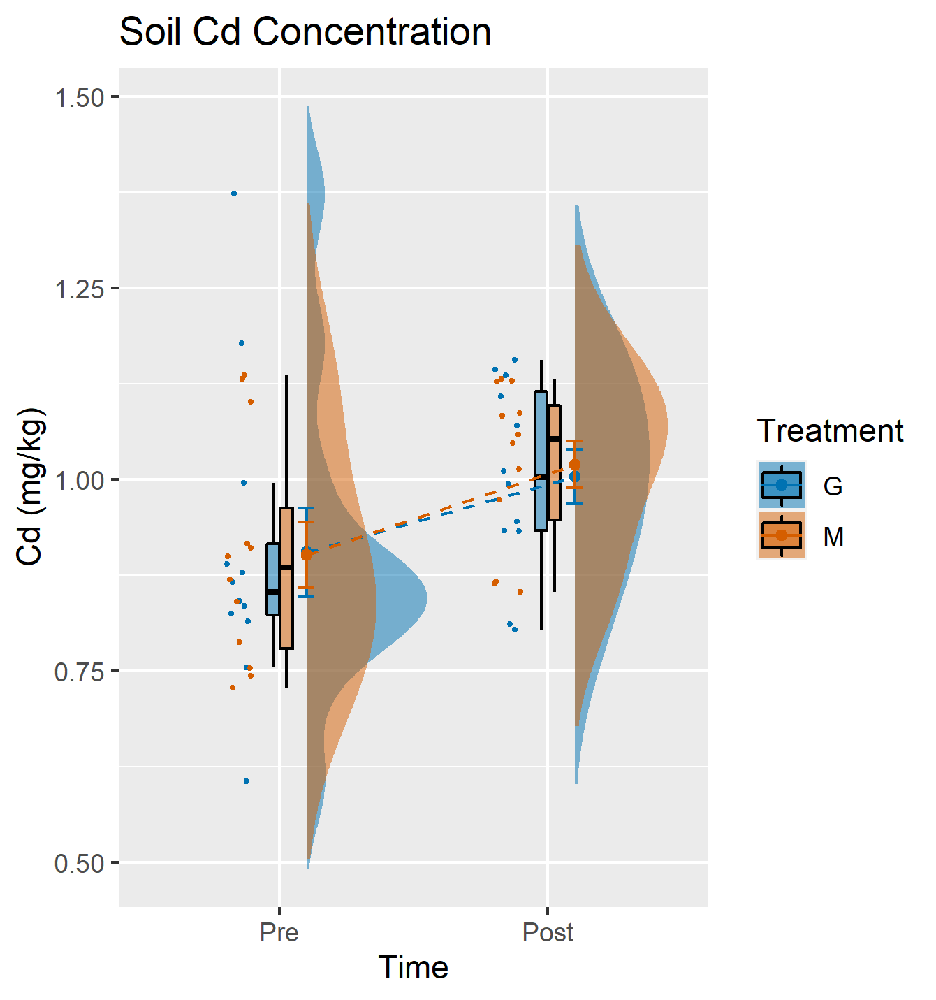 Soil Cd Concentration
1.50
1.25
1.00
0.75
0.50
Cd (mg/kg)
Pre
Post
Time
Treatment
G
M